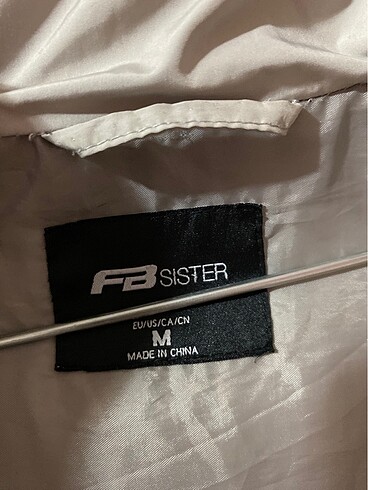 FB SISTER
EU/US/CA/CN
M
MADE IN CHINA